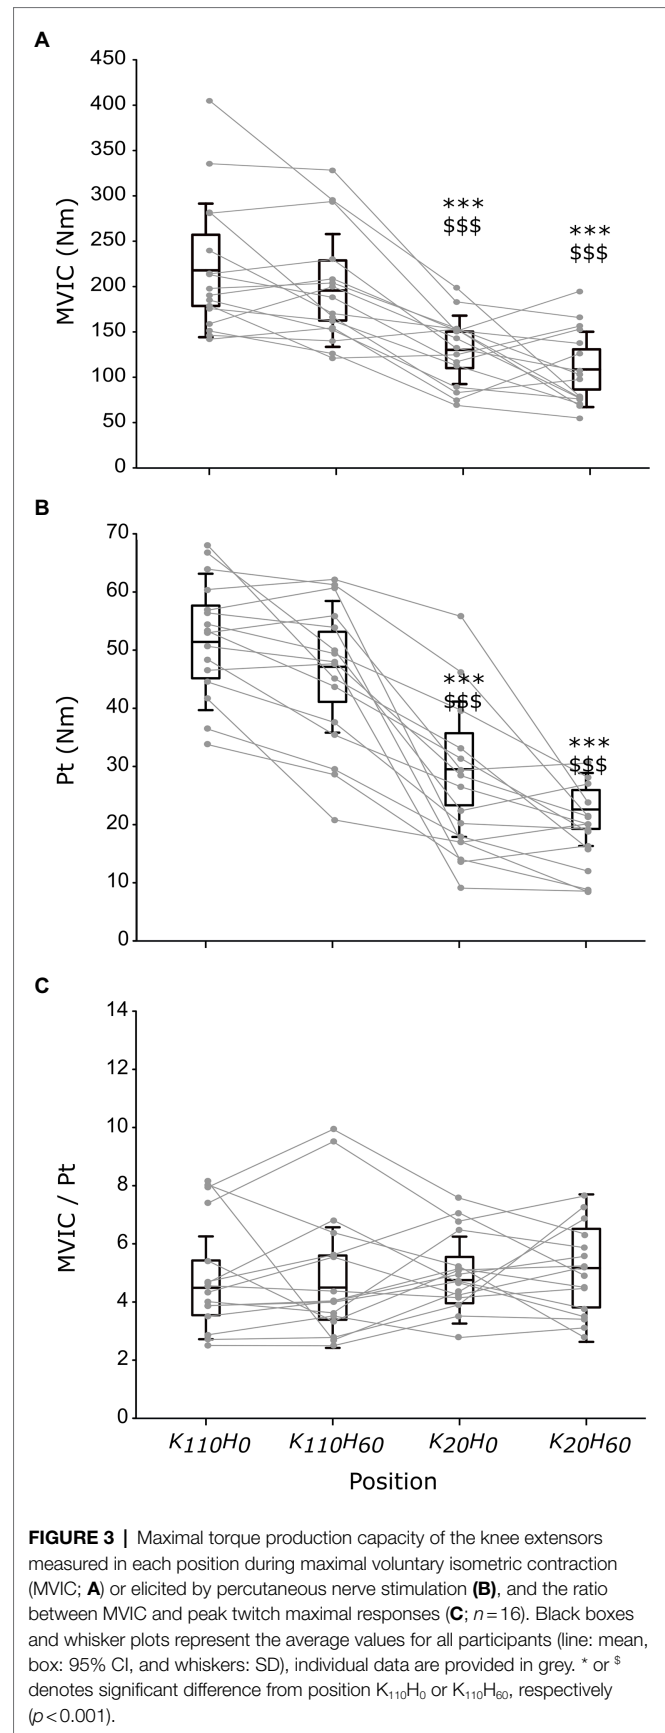 A
450
400
350
300
250
200
150
100
50
0
MVIC (Nm)
***
$$$
***
$$$
B
70
60
50
40
30
20
10
0
Pt (Nm)
***
$$$
***
$$$
C
14
12
10
8
6
4
2
0
MVIC / Pt
K110H0 K110H60 K20H0 K20H60
Position
FIGURE 3 | Maximal torque production capacity of the knee extensors
measured in each position during maximal voluntary isometric contraction
(MVIC; A) or elicited by percutaneous nerve stimulation (B), and the ratio
between MVIC and peak twitch maximal responses (C; n=16). Black boxes
and whisker plots represent the average values for all participants (line: mean,
box: 95% CI, and whiskers: SD), individual data are provided in grey. * or $
denotes significant difference from position K110H0 or K110H60, respectively
(p<0.001).